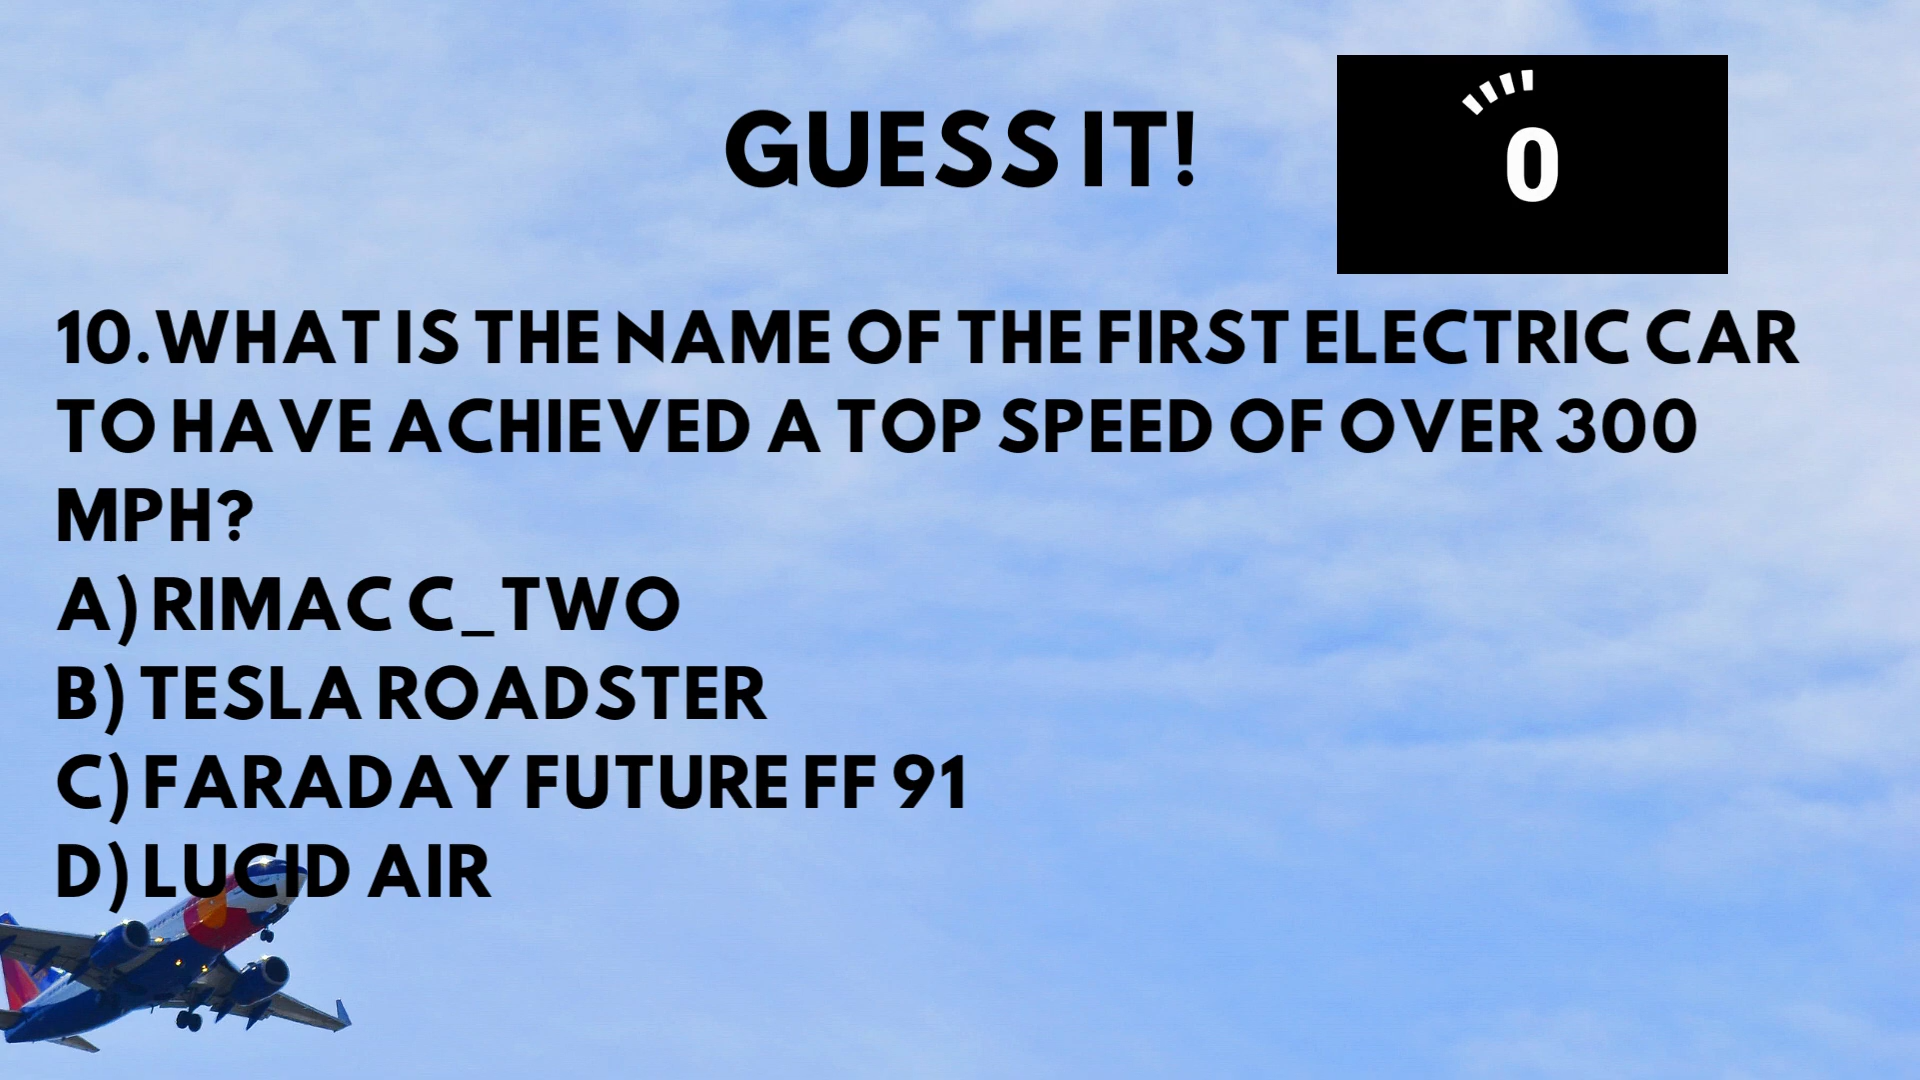 GUESS IT!
0
10.WHAT IS THE NAME OF THE FIRST ELECTRIC CAR
TO HAVE ACHIEVED A TOP SPEED OF OVER 300
MPH?
A) RIMAC C_TWO
B) TESLA ROADSTER
C) FARADAY FUTURE FF 91
D) LUCID AIR